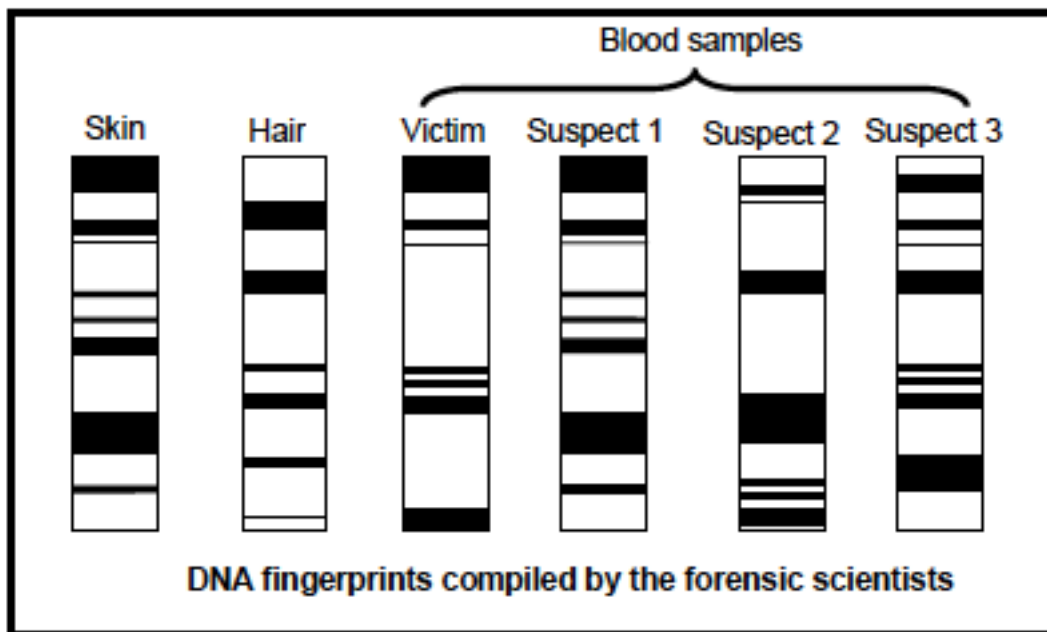 Blood samples
Skin Hair Victim Suspect 1 Suspect 2 Suspect 3
DNA fingerprints compiled by the forensic scientists